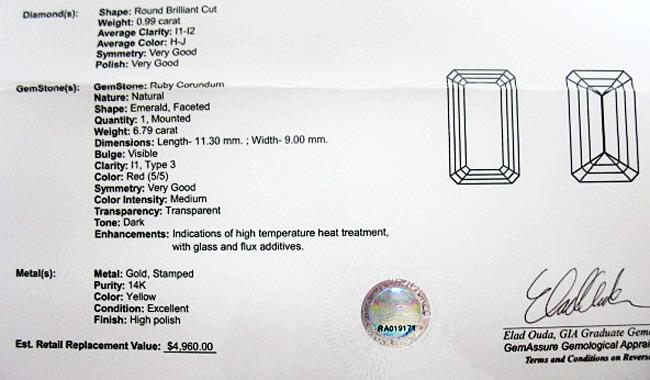 Diamond(s): Shape: Round Brilliant Cut
Weight: 0.99 carat
Average Clarity: I1-I2
Average Color: H-J
Symmetry: Very Good
Polish: Very Good
GemStone(s): GemStone: Ruby Corundum
Nature: Natural
Shape: Emerald, Faceted
Quantity: 1, Mounted
Weight: 6.79 carat
Dimensions: Length- 11.30 mm. ; Width- 9.00 mm.
Bulge: Visible
Clarity: I1, Type 3
Color: Red (5/5)
Symmetry: Very Good
Color Intensity: Medium
Transparency: Transparent
Tone: Dark
Enhancements: Indications of high temperature heat treatment,
with glass and flux additives.
Metal(s): Metal: Gold, Stamped
Purity: 14K
Color: Yellow
Condition: Excellent
Finish: High polish
Est. Retail Replacement Value: $4,960.00
RA019171
Elad Ouda, GIA Graduate Gem
GemAssure Gemological Apprai
Terms and Conditions on Revers